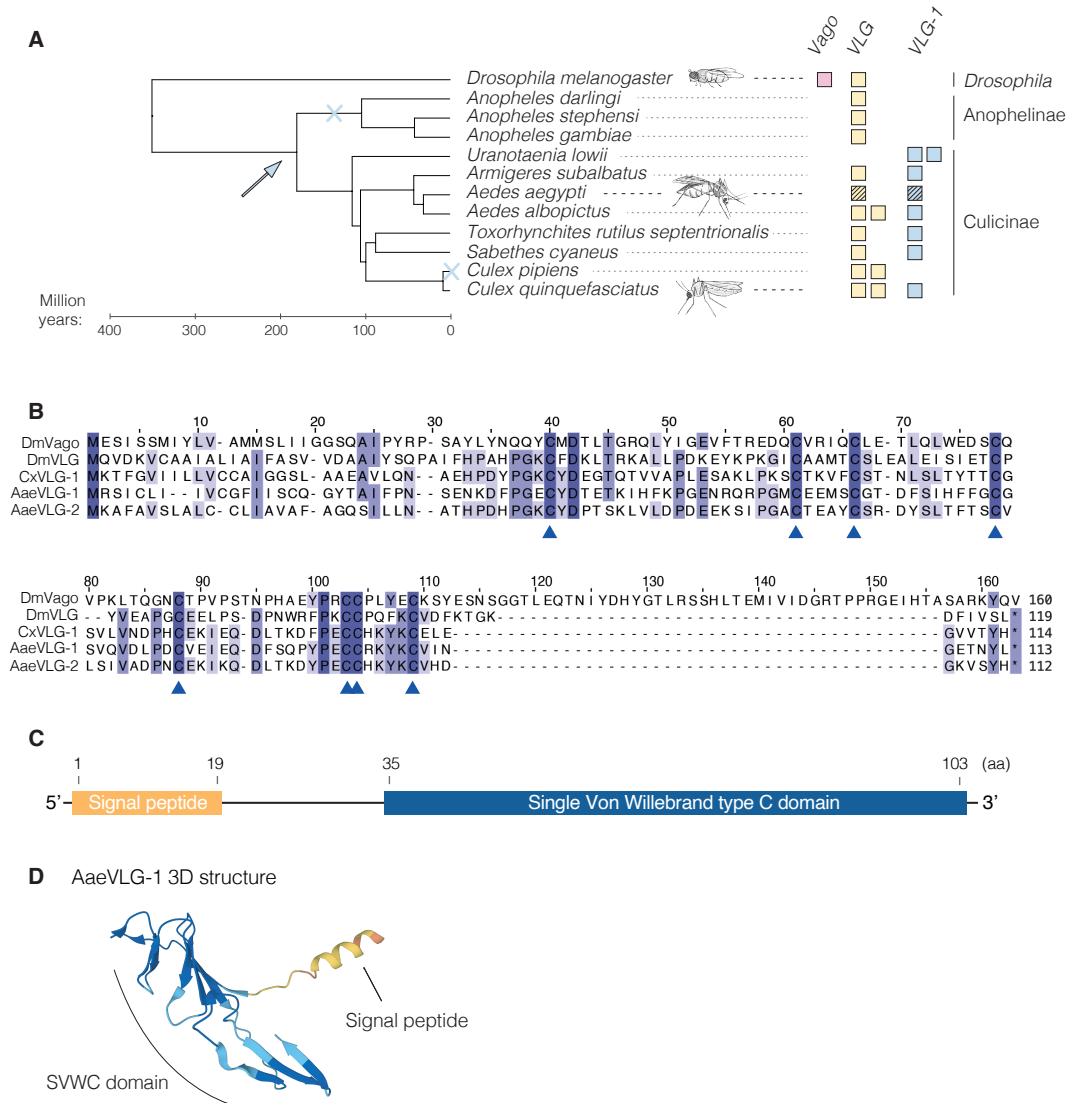 A
Vago
VLG
VLG-1
Drosophila melanogaster
Drosophila
Anopheles darlingi
Anopheles stephensi
Anophelinae
Anopheles gambiae
Uranotaenia lowii
Armigeres subalbatus
Aedes aegypti
Aedes albopictus
Culicinae
Toxorhynchites rutilus septentrionalis
Sabethes cyaneus
Culex pipiens
Culex quinquefasciatus
Million years:
400 300 200 100 0
B
10 20 30 40 50 60 70
DmVago MESISSMIYLV-AMMSLIIGGSQAIPYRP-SAYLYNQQYCMDTLTGRQLYIGEVFTREDQCVRIQCLE-TLQLWEDSCQ
DmVLG MQVDKVCAAIALIAFASVV-VDAAIYSQPAIFHPAHPGKCFDKLTRKALLPDKEYKPKGICAAMTCSLEALEISIETCP
CxVLG-1 MKTFGVIILLVCCAIGGSL-AAEAVLQN--AEHPDYPGKCYDEGTQTVVAPLESAKLPKSCTKVFCST-NLSLTYTTCG
AaeVLG-1 MRSICLI--IVCGFIISCQ-GYTAIFPN--SENKDFPGECYDTETKIHFKPGENRQRPGMCEEMSCGT-DFSIHFFGCG
AaeVLG-2 MKAFAVSLALC-CLIAVAF-AGQSILLN--ATHPDHPGKCYDPTSKLVLDPDEEKSIPGACTEAYCSR-DYSLTFTSCV
80 90 100 110 120 130 140 150 160
DmVago VPKLTQGNCTPVPSTNPHAEYPRCCPLYECKSYESNSGGTLEQTNIYDHYGTLRSSHLTEMIVIDGRTPPRGEIHTASARKYQV 160
DmVLG --YVEAPGCEELPS-TDNWRFPKCCPQFKCVDFKTGK--------------------------------------DFIVSL* 119
CxVLG-1 SVLVNDPHCEKIEQ-DLTKDFPECCHKYKCELE------------------------------------------GVVTYH* 114
AaeVLG-1 SVQVDLPDCVEIEQ-DFSQPYPECCRKYKCVIN------------------------------------------GETNYL* 113
AaeVLG-2 LSIVADPNCEKIKQ-DLTKDYPECCHKYKCVHD------------------------------------------GKVSYH* 112
C
1 19 35 103 (aa)
5’ Signal peptide Single Von Willebrand type C domain 3’
D AaeVLG-1 3D structure
Signal peptide
SVWC domain